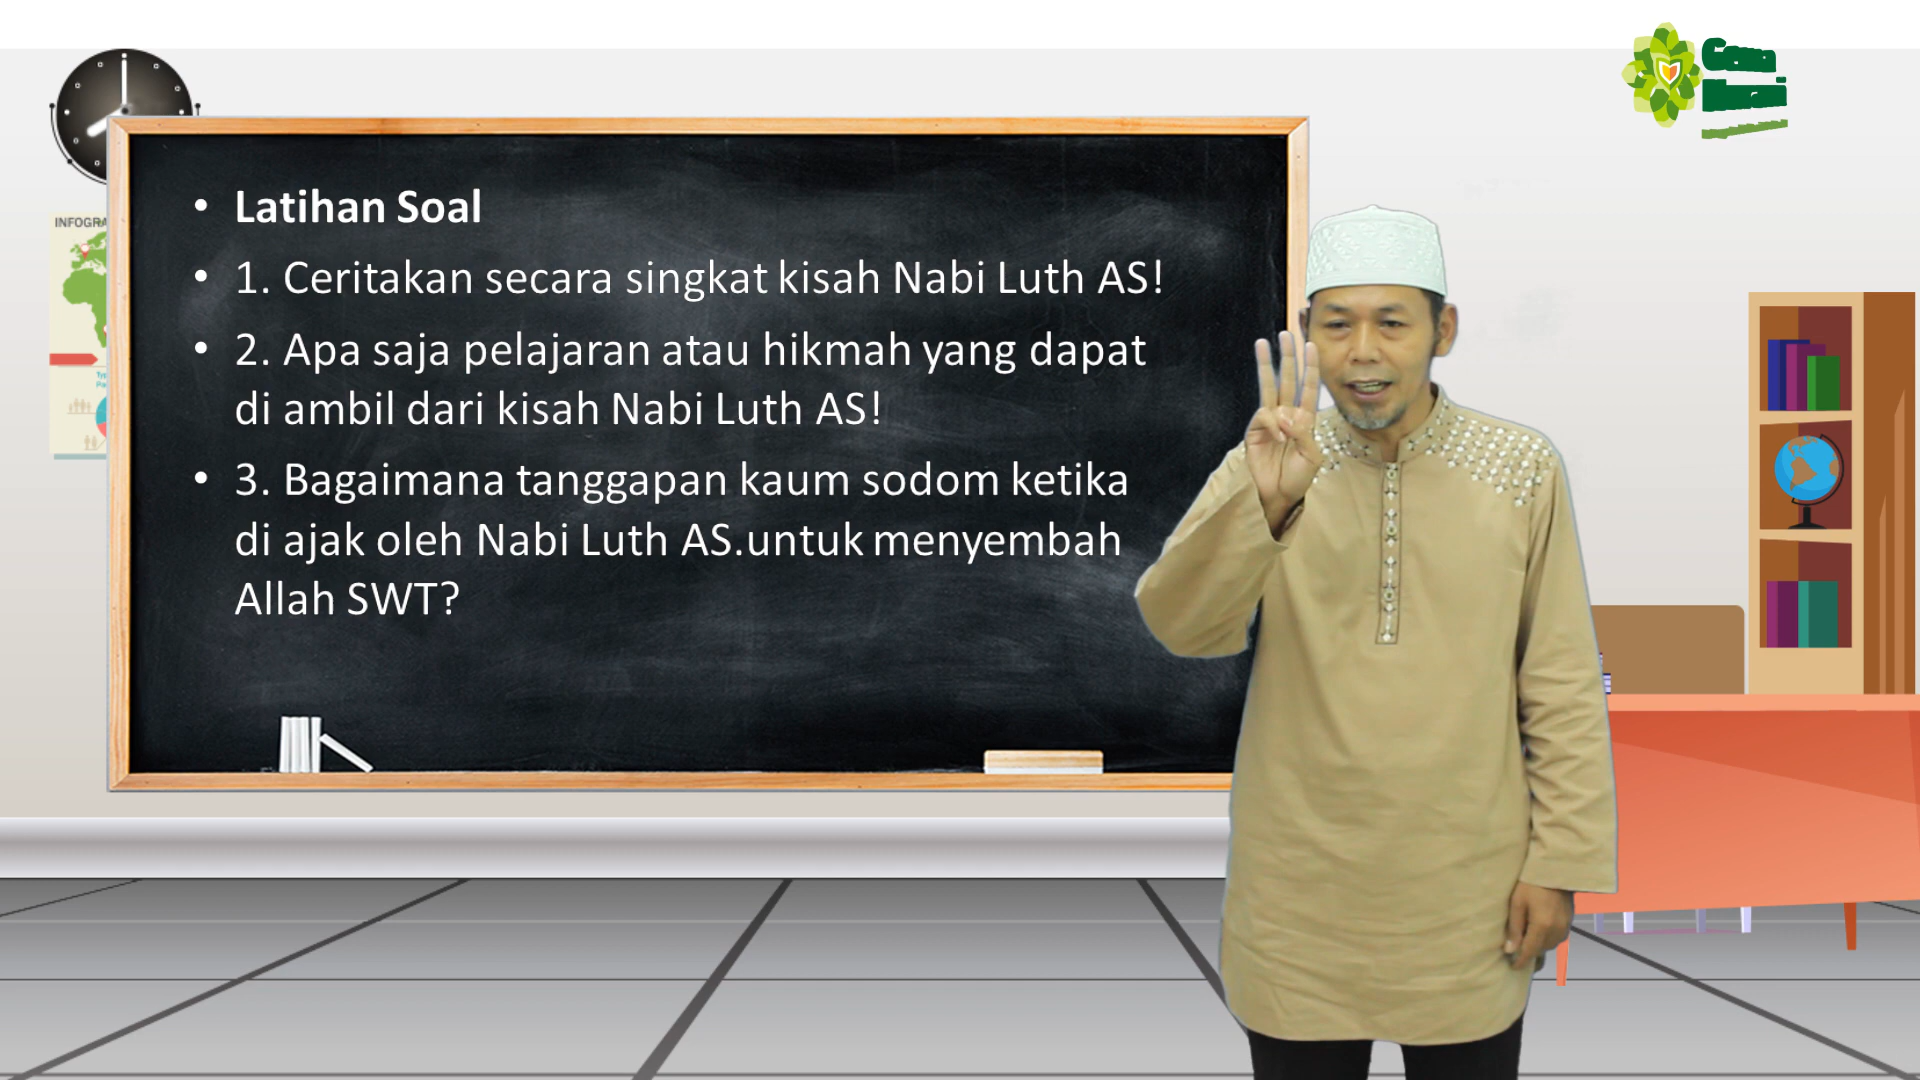 INFOGRA
• Latihan Soal
• 1. Ceritakan secara singkat kisah Nabi Luth AS!
• 2. Apa saja pelajaran atau hikmah yang dapat
di ambil dari kisah Nabi Luth AS!
• 3. Bagaimana tanggapan kaum sodom ketika
di ajak oleh Nabi Luth AS.untuk menyembah
Allah SWT?